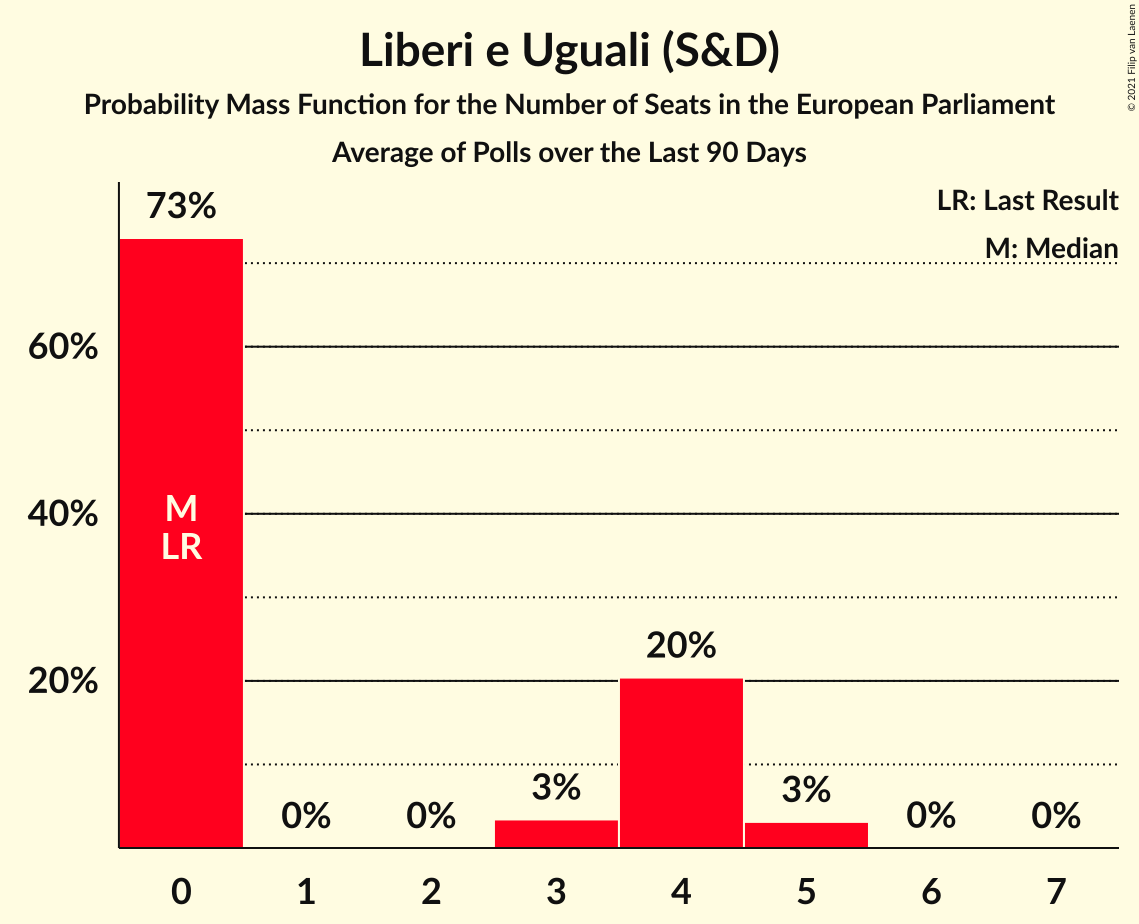 Liberi e Uguali (S&D)
Probability Mass Function for the Number of Seats in the European Parliament
Average of Polls over the Last 90 Days
© 2021 Filip van Laenen
LR: Last Result
M: Median
73%
60%
40%
20%
M
LR
0%
0%
3%
20%
3%
0%
0%
0
1
2
3
4
5
6
7